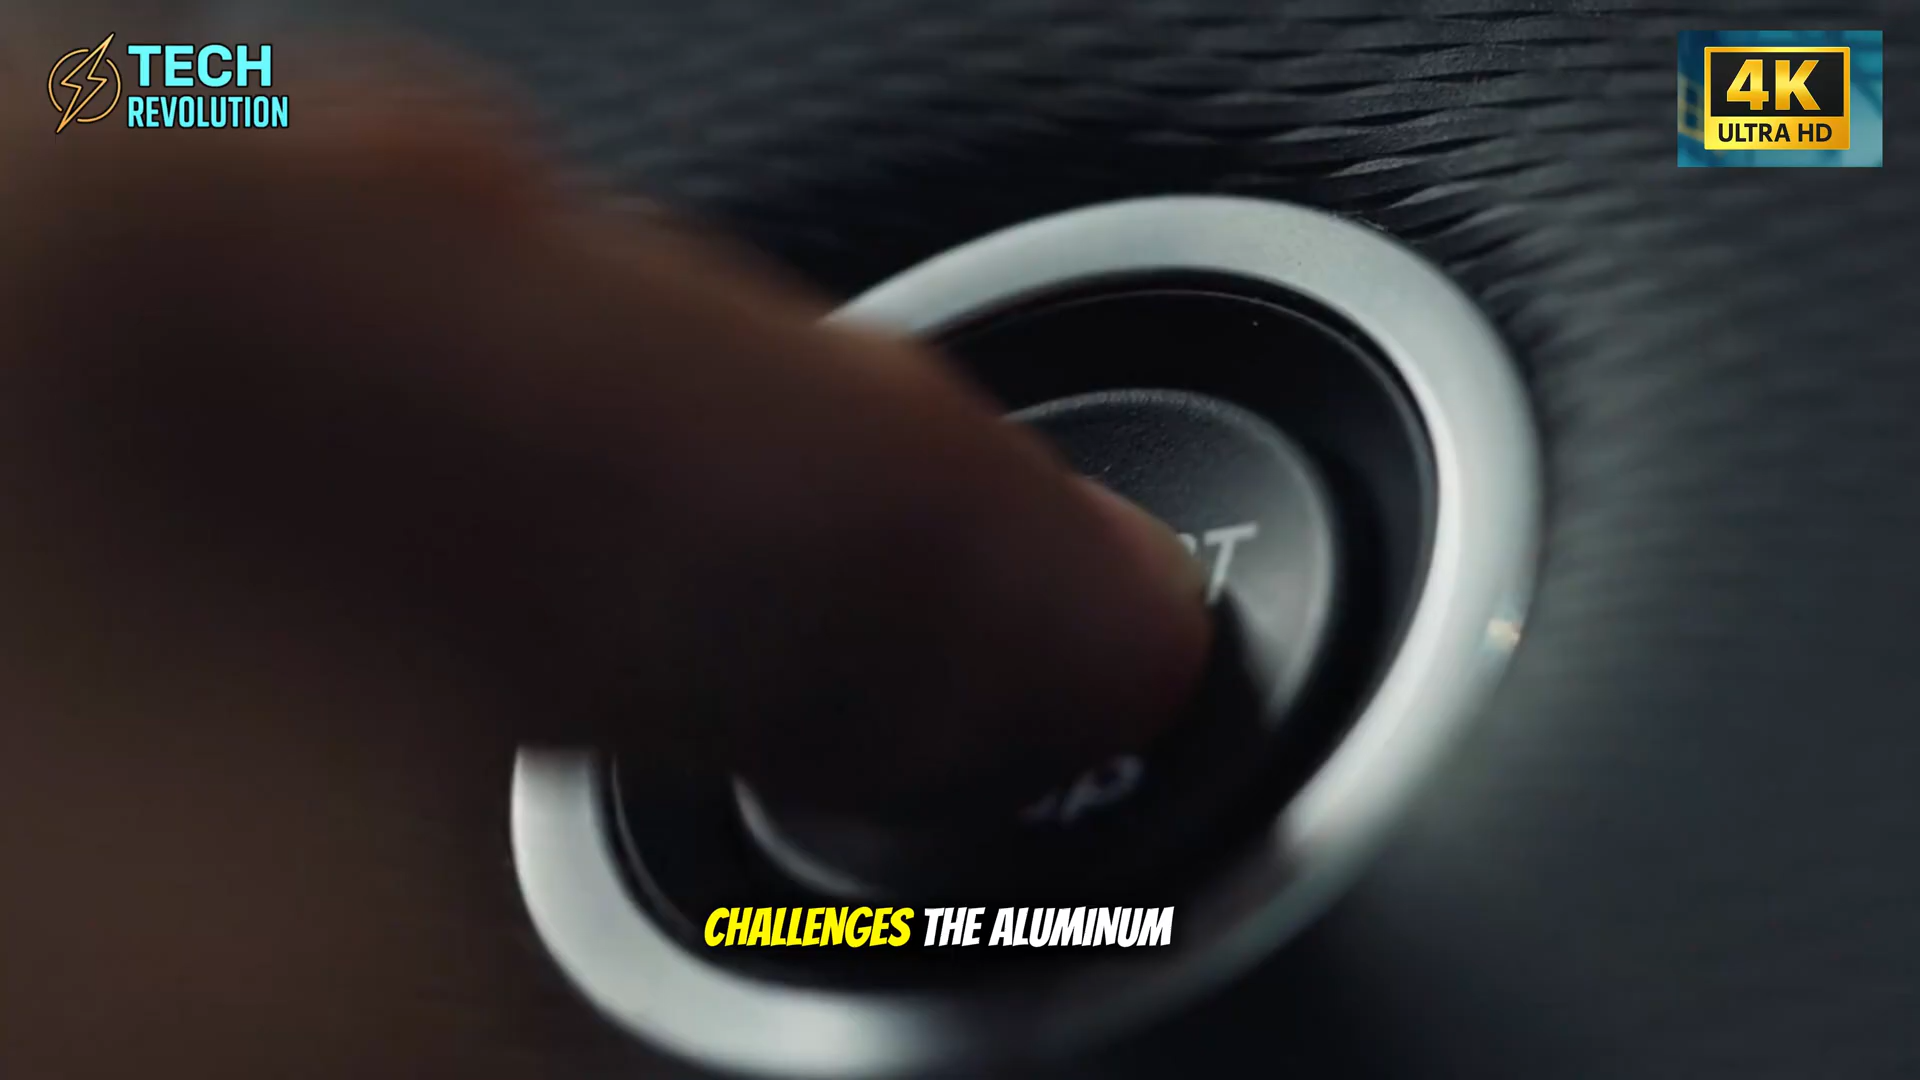 TECH
REVOLUTION
4K
ULTRA HD
CHALLENGES THE ALUMINUM